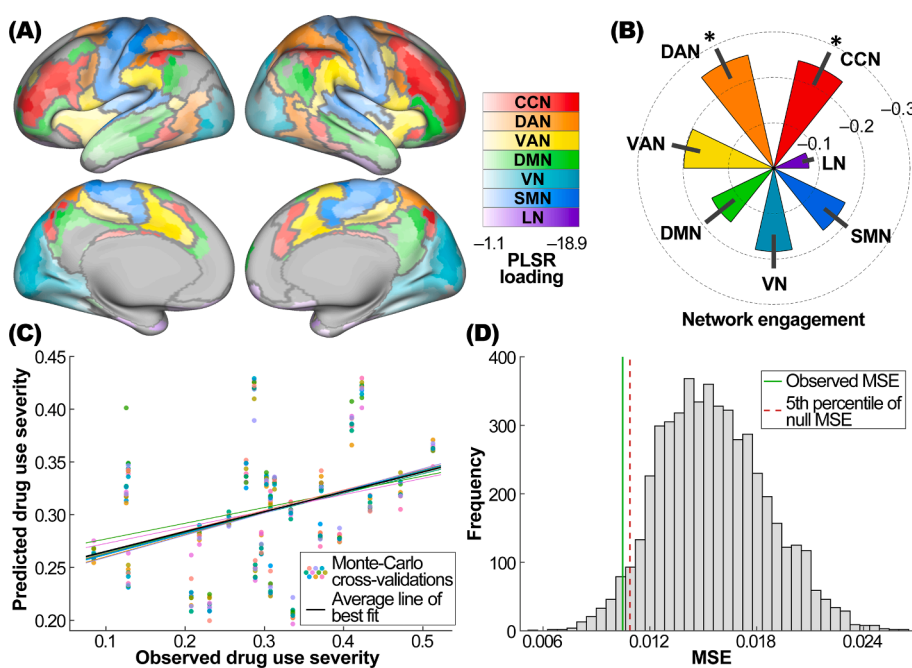 (A)
CCN
DAN
VAN
DMN
VN
SMN
LN
−1.1
−18.9
PLSR
loading
(B)
DAN
*
*
CCN
−0.3
−0.2
−0.1
VAN
LN
DMN
SMN
VN
Network engagement
(C)
Predicted drug use severity
0.45
0.40
0.35
0.30
0.25
0.20
Monte-Carlo
cross-validations
Average line of
best fit
0.1
0.2
0.3
0.4
0.5
Observed drug use severity
(D)
Frequency
400
300
200
100
0
Observed MSE
5th percentile of
null MSE
0.006
0.012
0.018
0.024
MSE